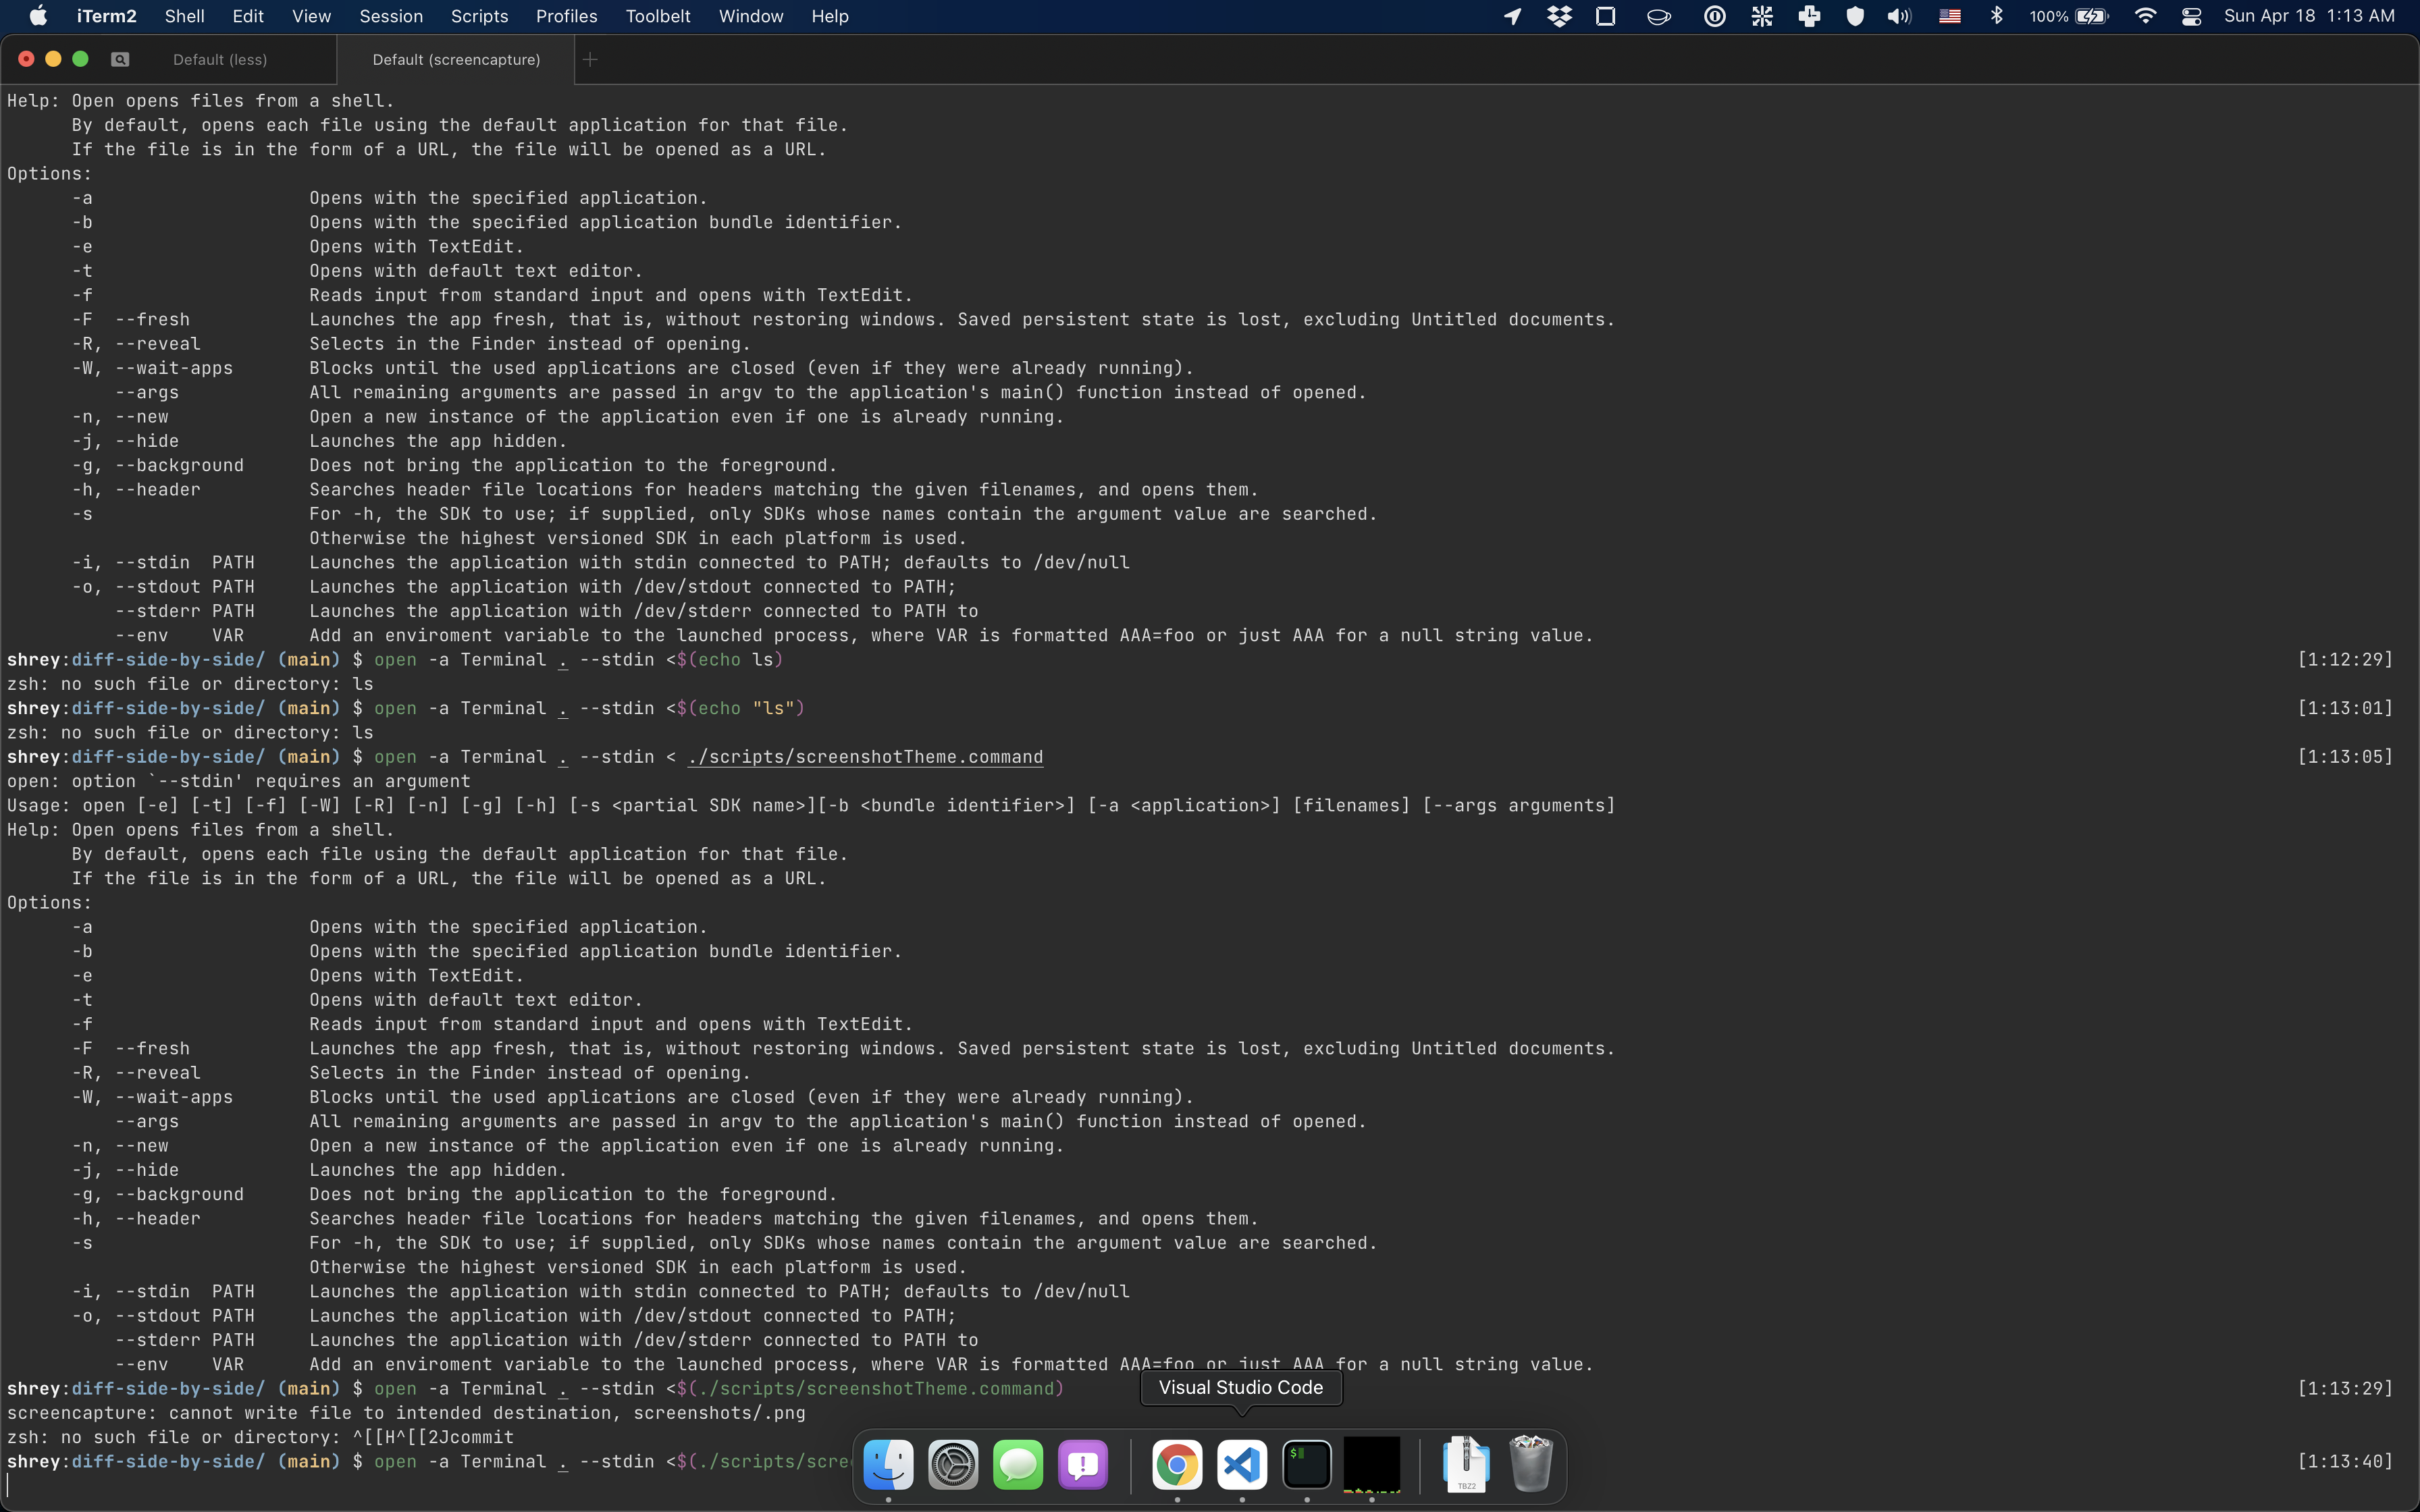 iTerm2 Shell Edit View Session Scripts Profiles Toolbelt Window Help 100% Sun Apr 18 1:13 AM
Default (less) Default (screencapture)
Help: Open opens files from a shell.
By default, opens each file using the default application for that file.
If the file is in the form of a URL, the file will be opened as a URL.
Options:
-a Opens with the specified application.
-b Opens with the specified application bundle identifier.
-e Opens with TextEdit.
-t Opens with default text editor.
-f Reads input from standard input and opens with TextEdit.
-F --fresh Launches the app fresh, that is, without restoring windows. Saved persistent state is lost, excluding Untitled documents.
-R, --reveal Selects in the Finder instead of opening.
-W, --wait-apps Blocks until the used applications are closed (even if they were already running).
--args All remaining arguments are passed in argv to the application's main() function instead of opened.
-n, --new Open a new instance of the application even if one is already running.
-j, --hide Launches the app hidden.
-g, --background Does not bring the application to the foreground.
-h, --header Searches header file locations for headers matching the given filenames, and opens them.
-s For -h, the SDK to use; if supplied, only SDKs whose names contain the argument value are searched.
Otherwise the highest versioned SDK in each platform is used.
-i, --stdin PATH Launches the application with stdin connected to PATH; defaults to /dev/null
-o, --stdout PATH Launches the application with /dev/stdout connected to PATH;
--stderr PATH Launches the application with /dev/stderr connected to PATH to
--env VAR Add an enviroment variable to the launched process, where VAR is formatted AAA=foo or just AAA for a null string value.
shrey:diff-side-by-side/ (main) $ open -a Terminal . --stdin <$(echo ls) [1:12:29]
zsh: no such file or directory: ls
shrey:diff-side-by-side/ (main) $ open -a Terminal . --stdin <$(echo "ls") [1:13:01]
zsh: no such file or directory: ls
shrey:diff-side-by-side/ (main) $ open -a Terminal . --stdin < ./scripts/screenshotTheme.command [1:13:05]
open: option `--stdin' requires an argument
Usage: open [-e] [-t] [-f] [-W] [-R] [-n] [-g] [-h] [-s <partial SDK name>][-b <bundle identifier>] [-a <application>] [filenames] [--args arguments]
Help: Open opens files from a shell.
By default, opens each file using the default application for that file.
If the file is in the form of a URL, the file will be opened as a URL.
Options:
-a Opens with the specified application.
-b Opens with the specified application bundle identifier.
-e Opens with TextEdit.
-t Opens with default text editor.
-f Reads input from standard input and opens with TextEdit.
-F --fresh Launches the app fresh, that is, without restoring windows. Saved persistent state is lost, excluding Untitled documents.
-R, --reveal Selects in the Finder instead of opening.
-W, --wait-apps Blocks until the used applications are closed (even if they were already running).
--args All remaining arguments are passed in argv to the application's main() function instead of opened.
-n, --new Open a new instance of the application even if one is already running.
-j, --hide Launches the app hidden.
-g, --background Does not bring the application to the foreground.
-h, --header Searches header file locations for headers matching the given filenames, and opens them.
-s For -h, the SDK to use; if supplied, only SDKs whose names contain the argument value are searched.
Otherwise the highest versioned SDK in each platform is used.
-i, --stdin PATH Launches the application with stdin connected to PATH; defaults to /dev/null
-o, --stdout PATH Launches the application with /dev/stdout connected to PATH;
--stderr PATH Launches the application with /dev/stderr connected to PATH to
--env VAR Add an enviroment variable to the launched process, where VAR is formatted AAA=foo or just AAA for a null string value.
shrey:diff-side-by-side/ (main) $ open -a Terminal . --stdin <$(./scripts/screenshotTheme.command) [1:13:29]
Visual Studio Code
screencapture: cannot write file to intended destination, screenshots/.png
zsh: no such file or directory: ^[[H^[[2Jcommit
shrey:diff-side-by-side/ (main) $ open -a Terminal . --stdin <$(./scripts/scre [1:13:40]
$
TBZ2